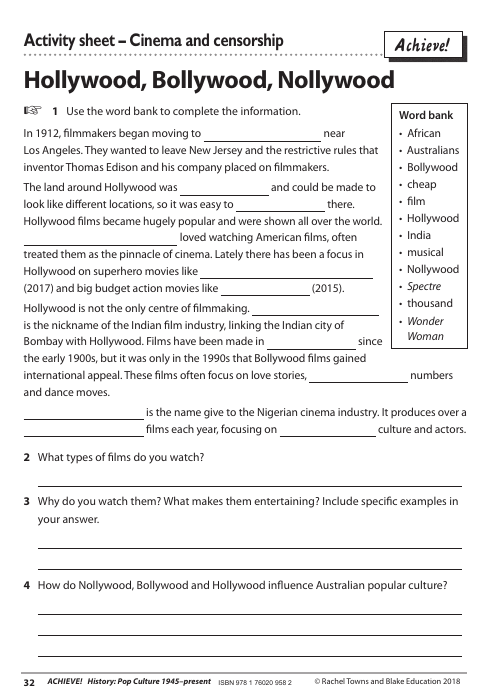 Activity sheet – Cinema and censorship
Achieve!
Hollywood, Bollywood, Nollywood
☞ 1 Use the word bank to complete the information.
In 1912, filmmakers began moving to ____________ near
Los Angeles. They wanted to leave New Jersey and the restrictive rules that
inventor Thomas Edison and his company placed on filmmakers.
The land around Hollywood was ____________ and could be made to
look like different locations, so it was easy to ____________ there.
Hollywood films became hugely popular and were shown all over the world.
____________ loved watching American films, often
treated them as the pinnacle of cinema. Lately there has been a focus in
Hollywood on superhero movies like ____________
(2017) and big budget action movies like ____________ (2015).
Hollywood is not the only centre of filmmaking. ____________
is the nickname of the Indian film industry, linking the Indian city of
Bombay with Hollywood. Films have been made in ____________ since
the early 1900s, but it was only in the 1990s that Bollywood films gained
international appeal. These films often focus on love stories, ____________ numbers
and dance moves.
____________ is the name give to the Nigerian cinema industry. It produces over a
____________ films each year, focusing on ____________ culture and actors.
Word bank
• African
• Australians
• Bollywood
• cheap
• film
• Hollywood
• India
• musical
• Nollywood
• Spectre
• thousand
• Wonder
Woman
2 What types of films do you watch?
3 Why do you watch them? What makes them entertaining? Include specific examples in
your answer.
4 How do Nollywood, Bollywood and Hollywood influence Australian popular culture?
32 ACHIEVE! History: Pop Culture 1945–present ISBN 978 1 76020 958 2 © Rachel Towns and Blake Education 2018